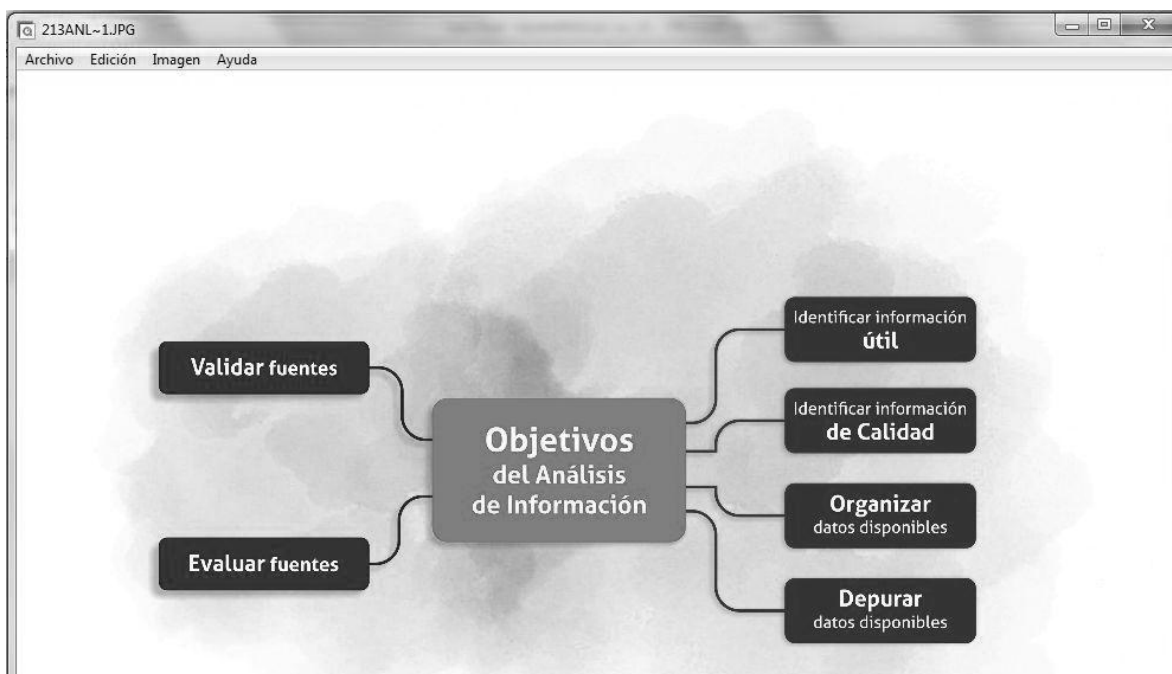 213ANL~1.JPG
Archivo Edición Imagen Ayuda
Validar fuentes
Evaluar fuentes
Objetivos
del Análisis
de Información
Identificar información
útil
Identificar información
de Calidad
Organizar
datos disponibles
Depurar
datos disponibles